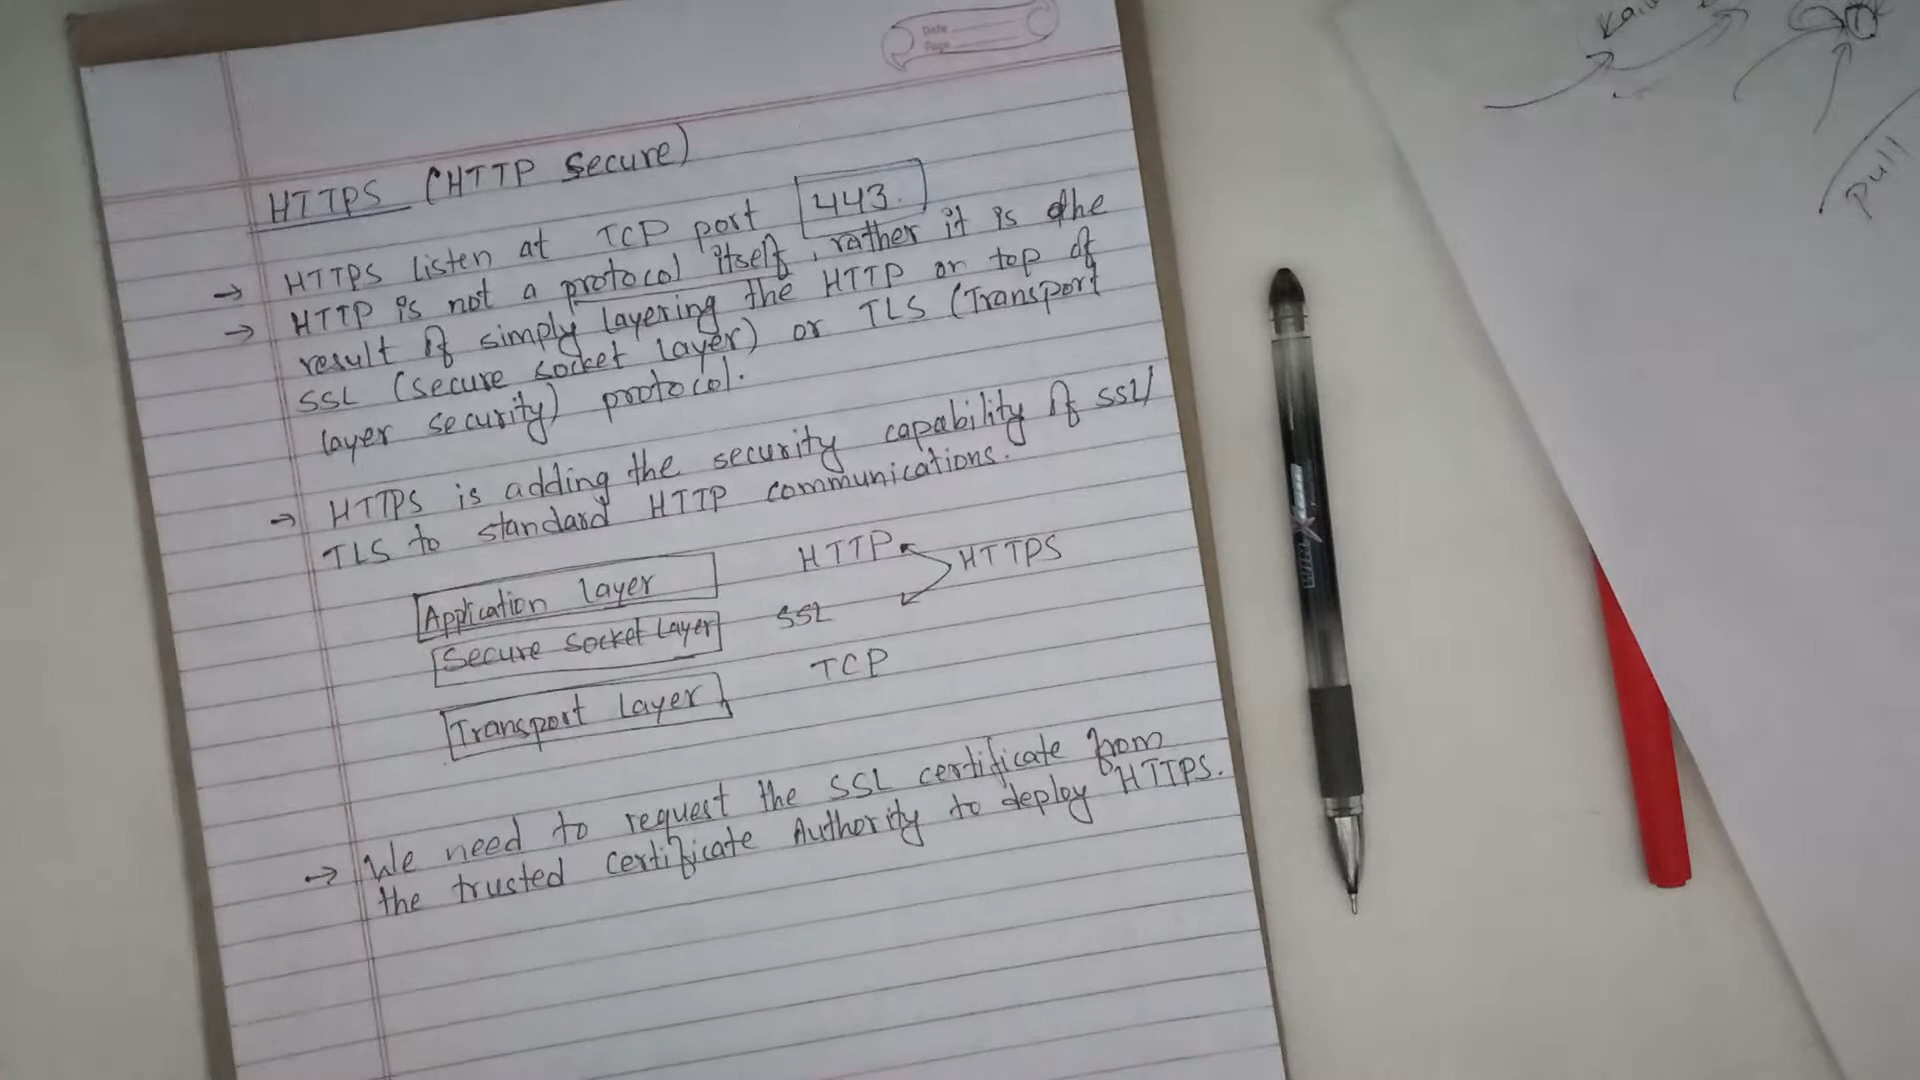 Date
Page
HTTPS (HTTP Secure)
→ HTTPS listen at TCP port 443.
→ HTTP is not a protocol itself, rather it is the
result of simply layering the HTTP on top of
SSL (secure socket layer) or TLS (Transport
layer security) protocol.
→ HTTPS is adding the security capability of SSL/
TLS to standard HTTP communications.
Application layer HTTP HTTPS
Secure socket layer SSL
Transport layer TCP
→ We need to request the SSL certificate from
the trusted certificate Authority to deploy HTTPS.
Pull